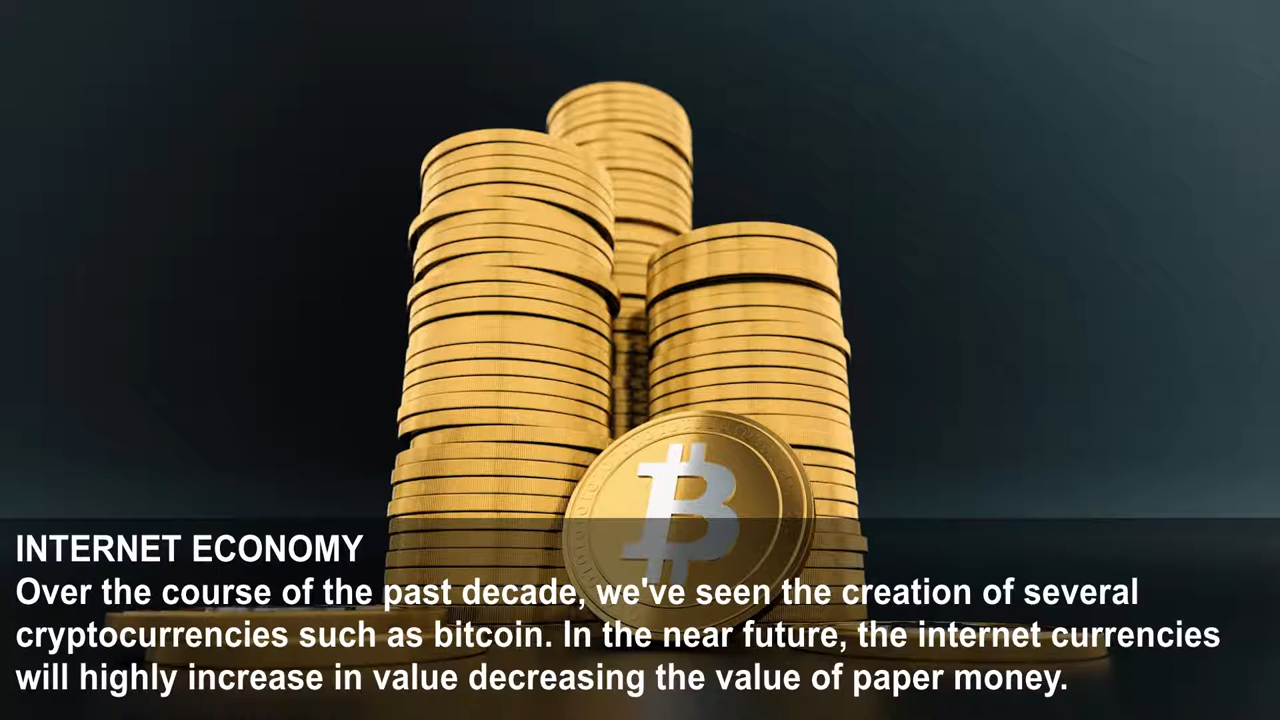 INTERNET ECONOMY
Over the course of the past decade, we've seen the creation of several
cryptocurrencies such as bitcoin. In the near future, the internet currencies
will highly increase in value decreasing the value of paper money.